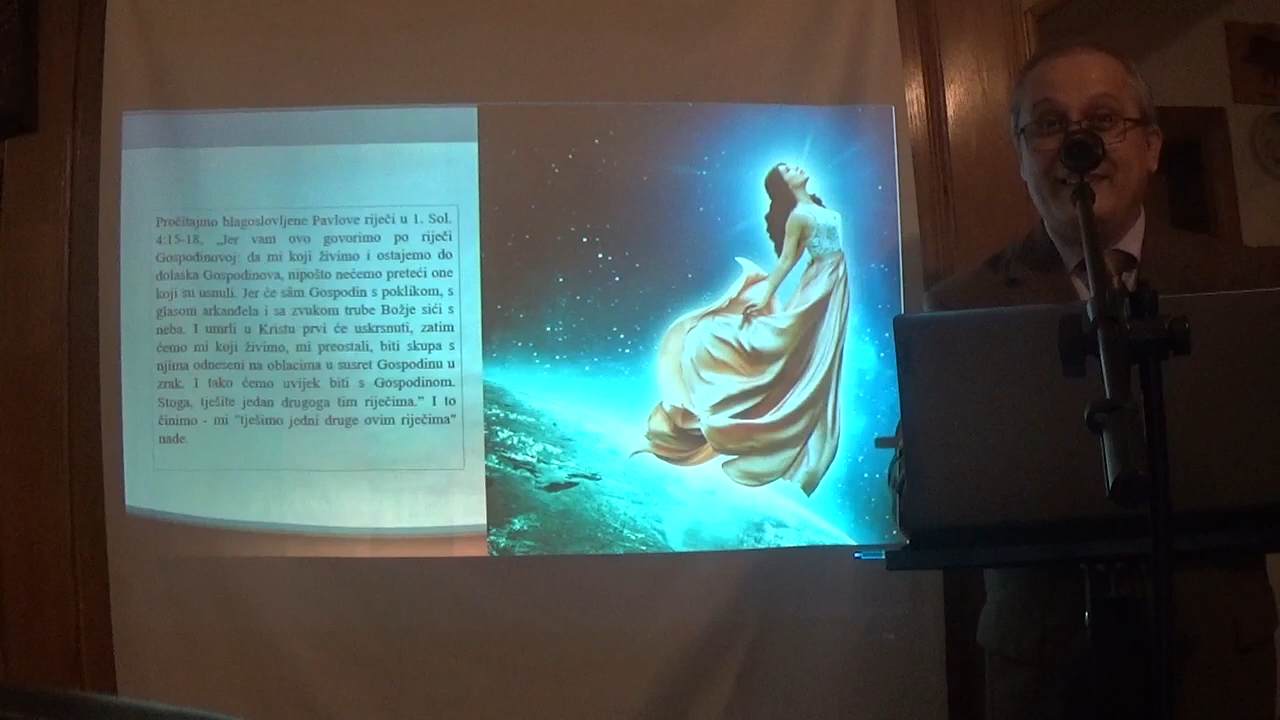 Pročitajmo blagoslovljene Pavlove riječi u 1. Sol.
4:15-18, „Jer vam ovo govorimo po riječi
Gospodinovoj: da mi koji živimo i ostajemo do
dolaska Gospodinova, nipošto nećemo preteći one
koji su usnuli. Jer će sâm Gospodin s poklikom, s
glasom arkanđela i sa zvukom trube Božje sići s
neba. I umrli u Kristu prvi će uskrsnuti, zatim
ćemo mi koji živimo, mi preostali, biti skupa s
njima odneseni na oblacima u susret Gospodinu u
zrak. I tako ćemo uvijek biti s Gospodinom.
Stoga, tješite jedan drugoga tim riječima." I to
činimo - mi "tješimo jedni druge ovim riječima"
nade.